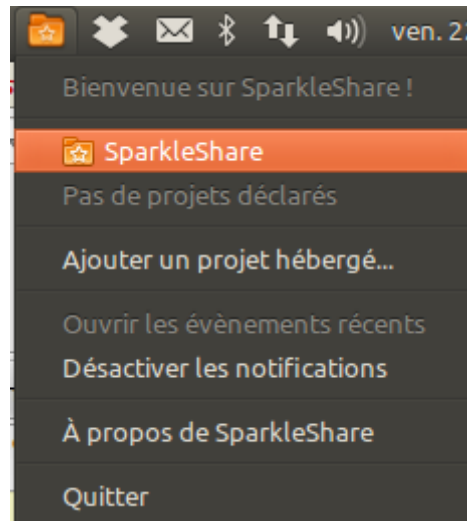 ven. 2
Bienvenue sur SparkleShare !
SparkleShare
Pas de projets déclarés
Ajouter un projet hébergé...
Ouvrir les évènements récents
Désactiver les notifications
À propos de SparkleShare
Quitter